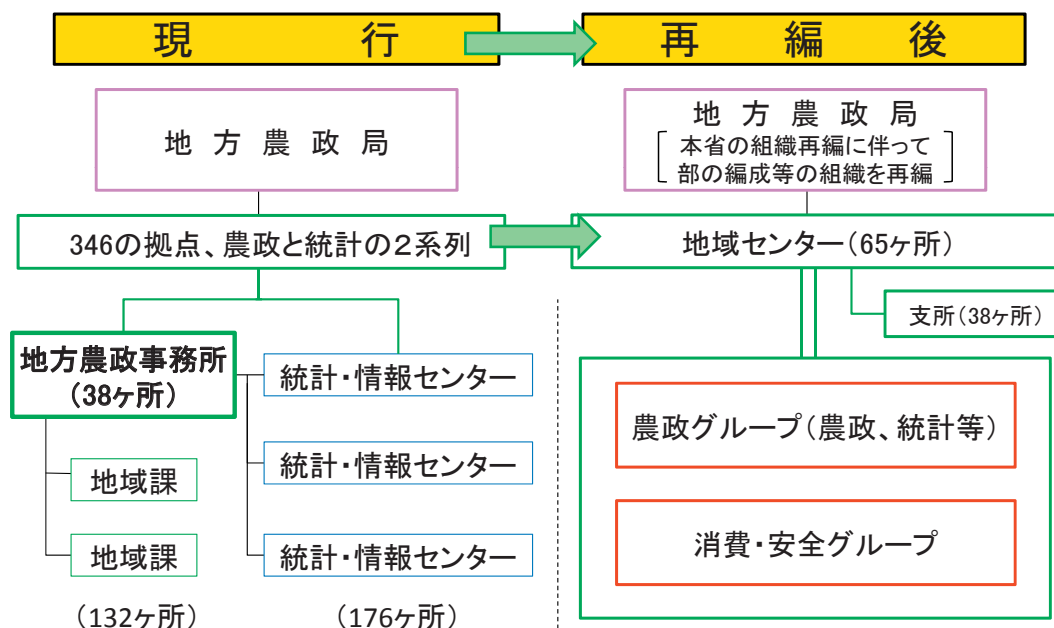 現行
再編後
地方農政局
346の拠点、農政と統計の2系列
地方農政事務所
（38ヶ所）
地域課
地域課
（132ヶ所）
統計・情報センター
統計・情報センター
統計・情報センター
（176ヶ所）
地方農政局
本省の組織再編に伴って
部の編成等の組織を再編
地域センター（65ヶ所）
支所（38ヶ所）
農政グループ（農政、統計等）
消費・安全グループ